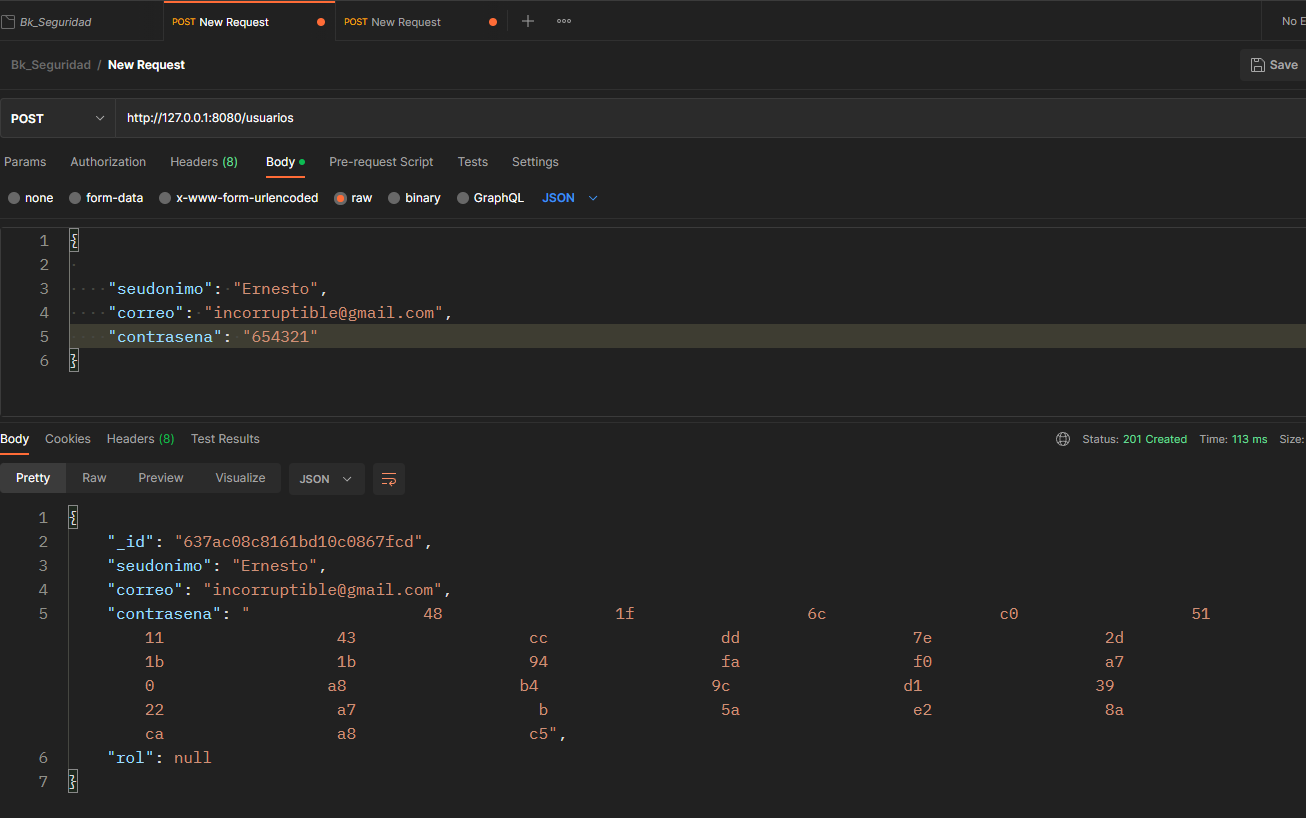 Bk_Seguridad POST New Request POST New Request No E
Bk_Seguridad / New Request Save
POST http://127.0.0.1:8080/usuarios
Params Authorization Headers (8) Body Pre-request Script Tests Settings
none form-data x-www-form-urlencoded raw binary GraphQL JSON
1 {
2
3 "seudonimo": "Ernesto",
4 "correo": "incorruptible@gmail.com",
5 "contrasena": "654321"
6 }
Body Cookies Headers (8) Test Results Status: 201 Created Time: 113 ms Size:
Pretty Raw Preview Visualize JSON
1 {
2 "_id": "637ac08c8161bd10c0867fcd",
3 "seudonimo": "Ernesto",
4 "correo": "incorruptible@gmail.com",
5 "contrasena": " 48 1f 6c c0 51
11 43 cc dd 7e 2d
1b 1b 94 fa f0 a7
0 a8 b4 9c d1 39
22 a7 b 5a e2 8a
ca a8 c5",
6 "rol": null
7 }